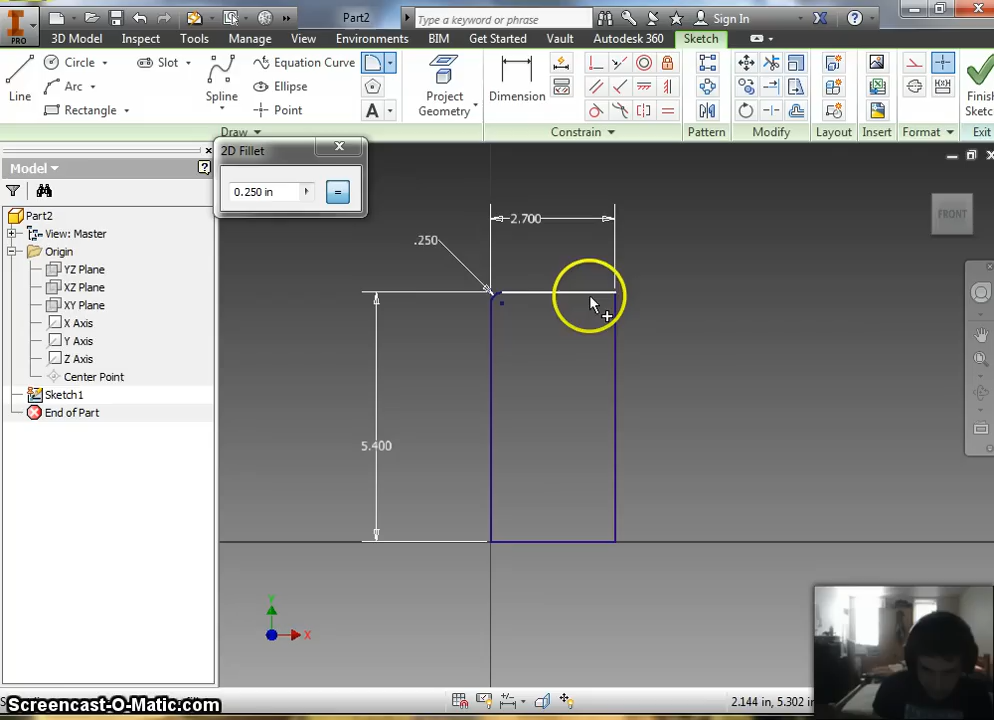 Part2
Type a keyword or phrase
Sign In
PRO
3D Model
Inspect
Tools
Manage
View
Environments
BIM
Get Started
Vault
Autodesk 360
Sketch
Line
Circle
Arc
Rectangle
Slot
Spline
Equation Curve
Ellipse
Point
A
Project
Geometry
Dimension
Finish
Sketc
Draw
Constrain
Pattern
Modify
Layout
Insert
Format
Exit
2D Fillet
0.250 in
=
Model
Part2
View: Master
Origin
YZ Plane
XZ Plane
XY Plane
X Axis
Y Axis
Z Axis
Center Point
Sketch1
End of Part
FRONT
2.700
.250
5.400
Y
X
Screencast-O-Matic.com
2.144 in, 5.302 in